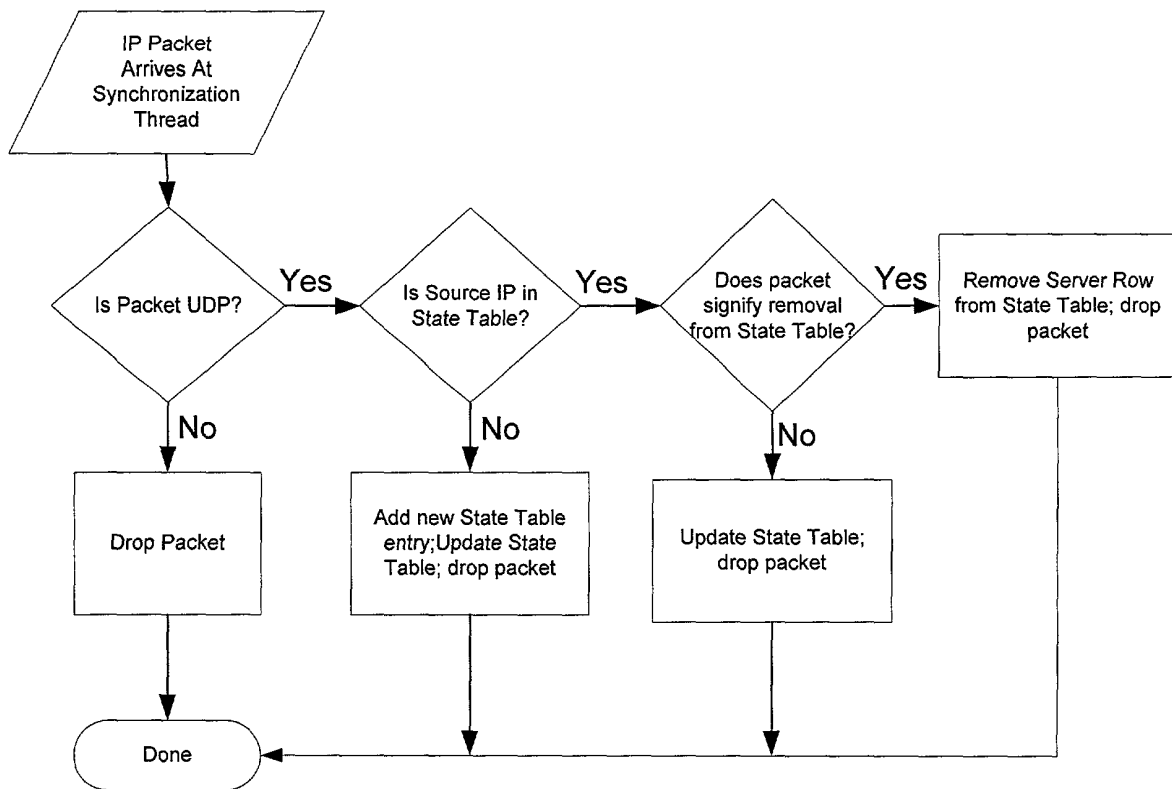 IP Packet
Arrives At
Synchronization
Thread
Is Packet UDP?
Yes
Is Source IP in
State Table?
Yes
Does packet
signify removal
from State Table?
Yes
Remove Server Row
from State Table; drop
packet
No
No
No
Drop Packet
Add new State Table
entry;Update State
Table; drop packet
Update State Table;
drop packet
Done